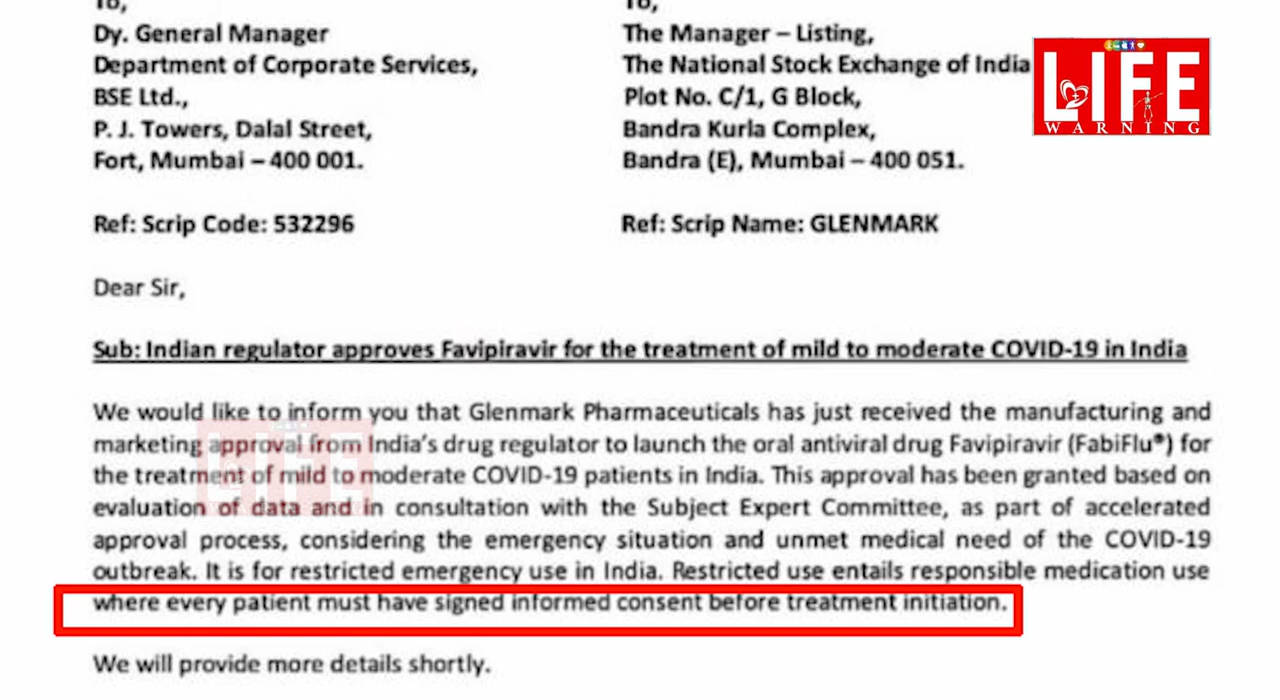 To,
Dy. General Manager
Department of Corporate Services,
BSE Ltd.,
P. J. Towers, Dalal Street,
Fort, Mumbai – 400 001.
Ref: Scrip Code: 532296
To,
The Manager – Listing,
The National Stock Exchange of India
Plot No. C/1, G Block,
Bandra Kurla Complex,
Bandra (E), Mumbai – 400 051.
Ref: Scrip Name: GLENMARK
LIFE
WARNING
Dear Sir,
Sub: Indian regulator approves Favipiravir for the treatment of mild to moderate COVID-19 in India
We would like to inform you that Glenmark Pharmaceuticals has just received the manufacturing and
marketing approval from India's drug regulator to launch the oral antiviral drug Favipiravir (FabiFlu®) for
the treatment of mild to moderate COVID-19 patients in India. This approval has been granted based on
evaluation of data and in consultation with the Subject Expert Committee, as part of accelerated
approval process, considering the emergency situation and unmet medical need of the COVID-19
outbreak. It is for restricted emergency use in India. Restricted use entails responsible medication use
where every patient must have signed informed consent before treatment initiation.
We will provide more details shortly.
LIFE